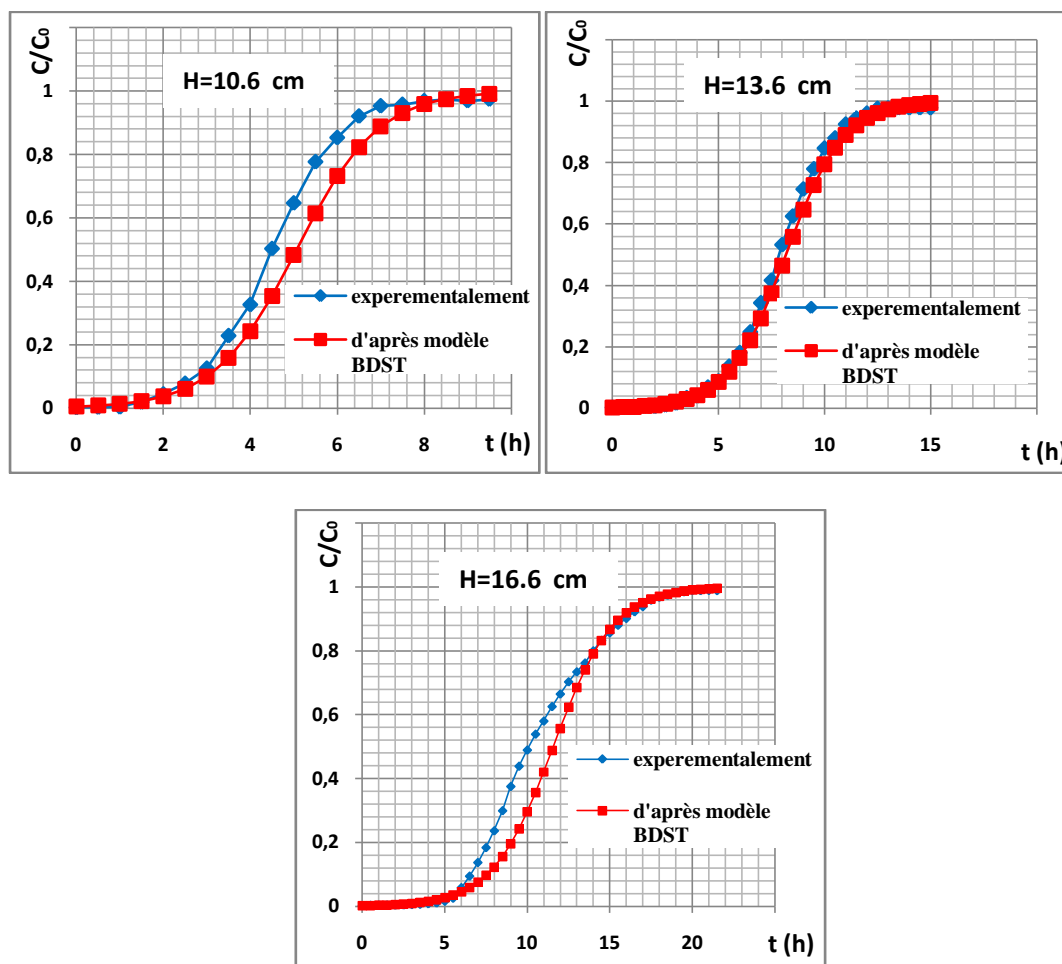 C/C₀
H=10.6 cm
1
0,8
0,6
0,4
0,2
0
experementalement
d'après modèle
BDST
0 2 4 6 8
t (h)
C/C₀
H=13.6 cm
1
0,8
0,6
0,4
0,2
0
experementalement
d'après modèle
BDST
0 5 10 15
t (h)
C/C₀
H=16.6 cm
1
0,8
0,6
0,4
0,2
0
experementalement
d'après modèle
BDST
0 5 10 15 20
t (h)